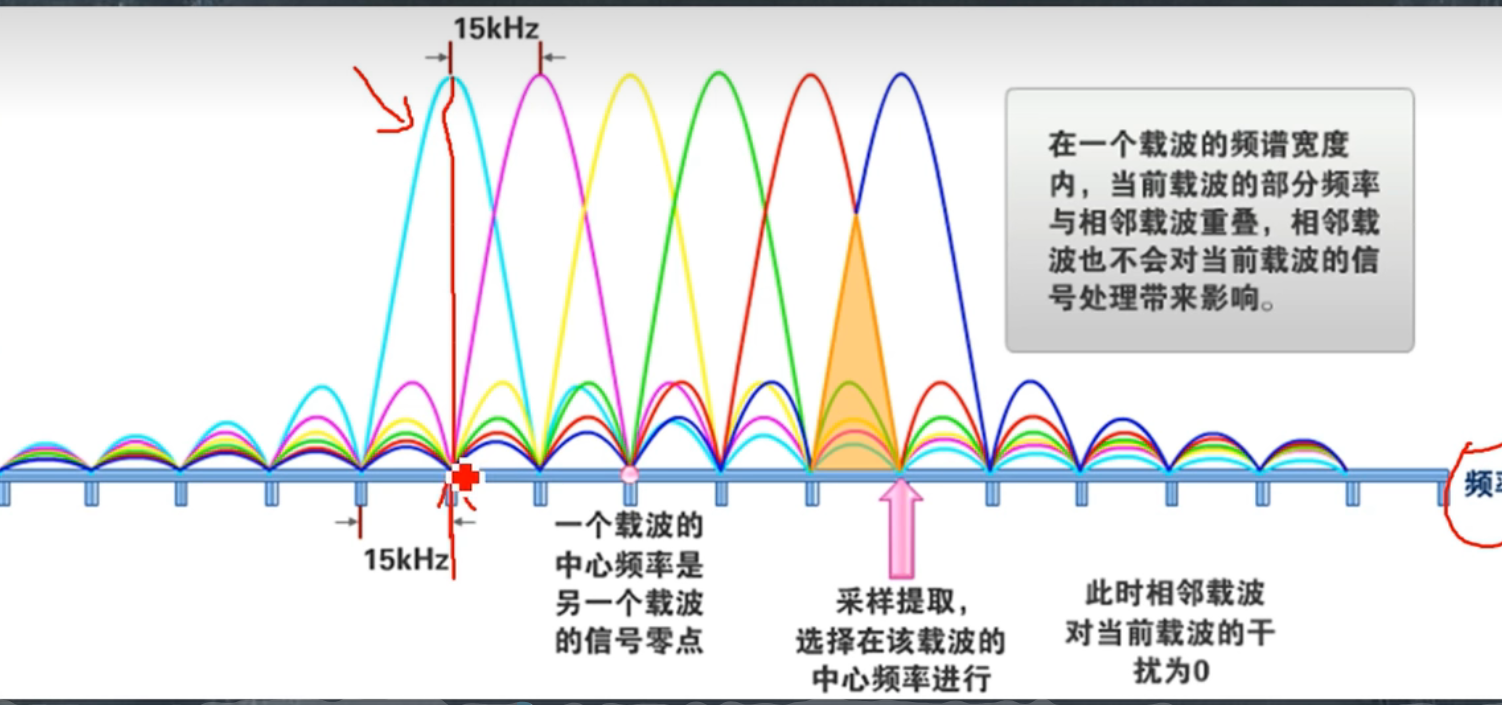 15kHz
在一个载波的频谱宽度
内，当前载波的部分频率
与相邻载波重叠，相邻载
波也不会对当前载波的信
号处理带来影响。
频
15kHz
一个载波的
中心频率是
另一个载波
的信号零点
采样提取，
选择在该载波的
中心频率进行
此时相邻载波
对当前载波的干
扰为0